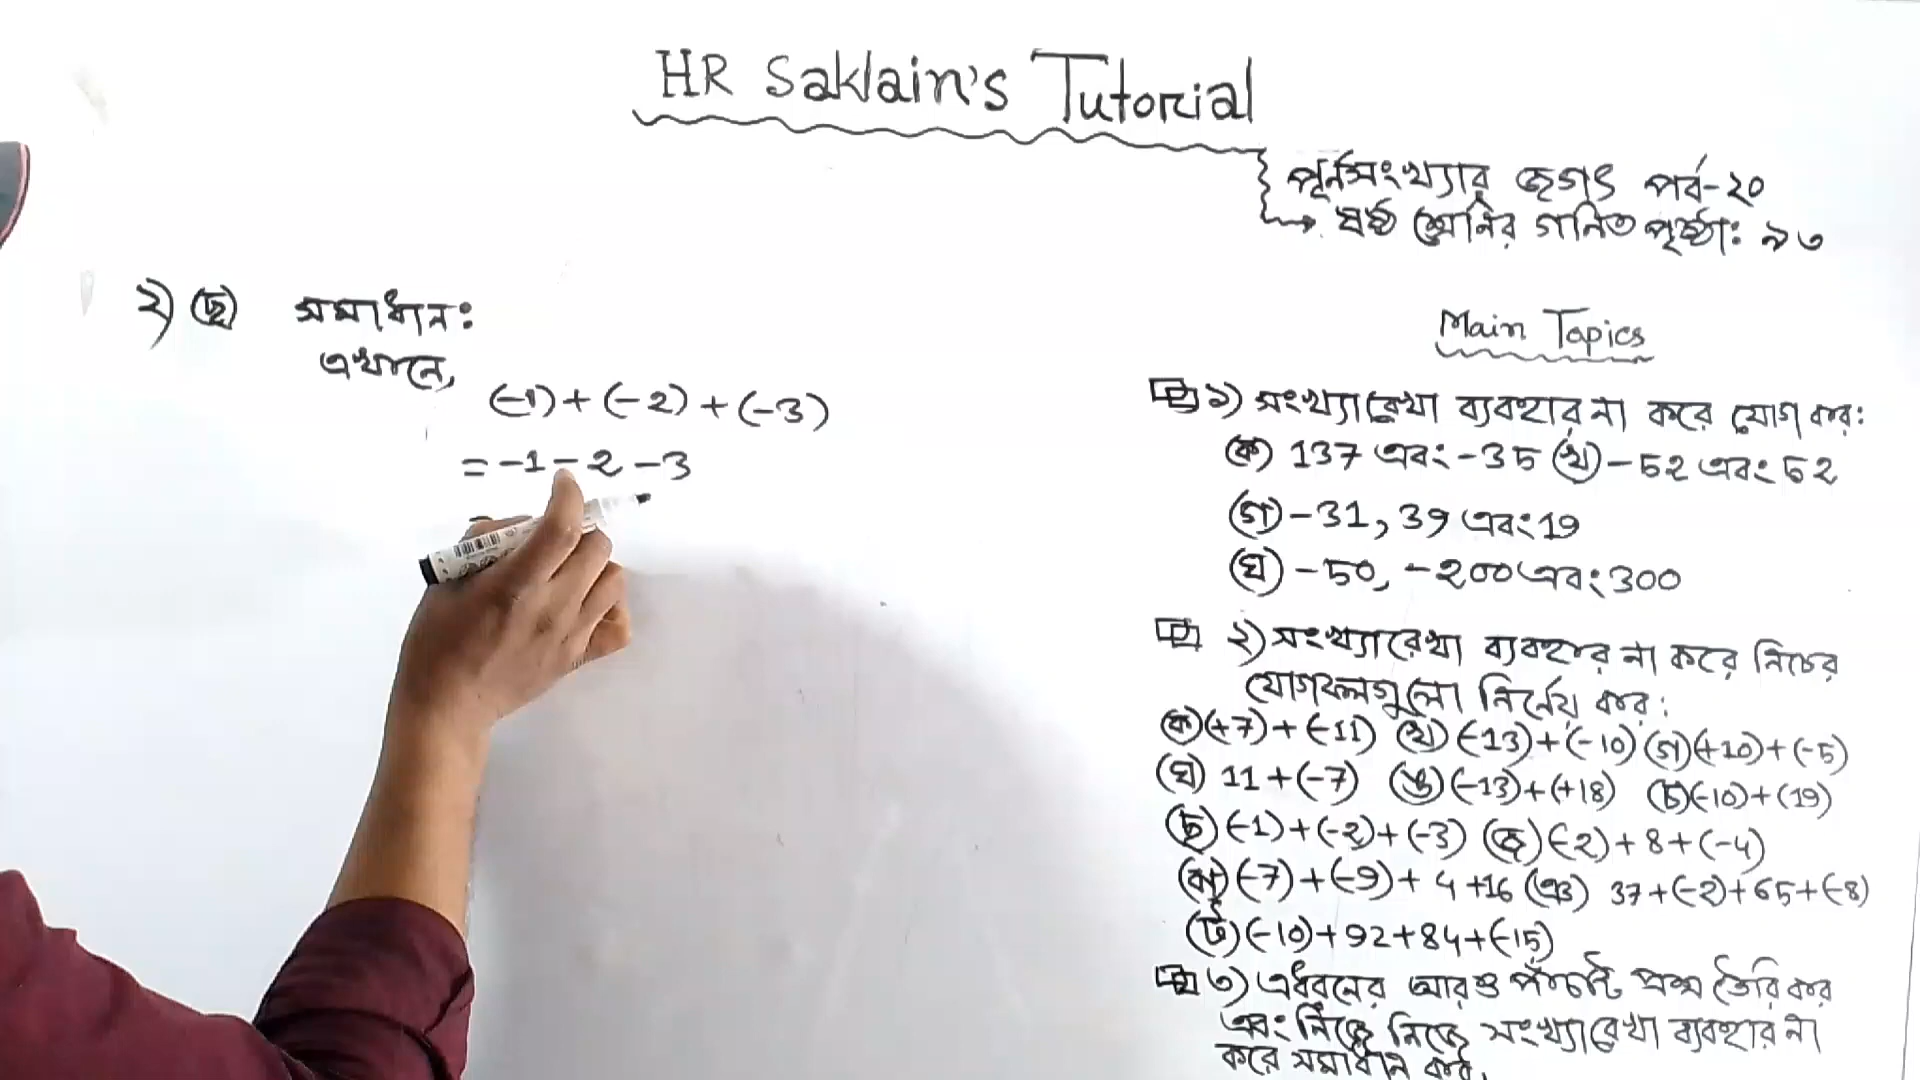 HR Saklain's Tutorial
পূর্নসংখ্যার জগৎ পর্ব-২০
ষষ্ঠ শ্রেনির গনিত পৃষ্ঠা: ৯৩
২) (ছ) সমাধান:
এখানে,
(-1) + (-2) + (-3)
= -1 - 2 - 3
Main Topics
১) সংখ্যারেখা ব্যবহার না করে যোগ কর:
(ক) 137 এবং -35 (খ) -52 এবং 52
(গ) -31, 39 এবং 19
(ঘ) -50, -200 এবং 300
২) সংখ্যারেখা ব্যবহার না করে নিচের
যোগফলগুলো নির্নেয় কর:
(ক) (+7) + (-11) (খ) (-13) + (-10) (গ) (+10) + (-5)
(ঘ) 11 + (-7) (ঙ) (-13) + (+18) (চ) (-10) + (19)
(ছ) (-1) + (-2) + (-3) (জ) (-2) + 8 + (-4)
(ঝ) (-7) + (-9) + 4 + 16 (ঞ) 37 + (-2) + 65 + (-8)
(ট) (-10) + 92 + 84 + (-15)
৩) এধরনের আরও পাঁচটি প্রশ্ন তৈরি কর
এবং নিজে নিজে সংখ্যারেখা ব্যবহার না
করে সমাধান কর।